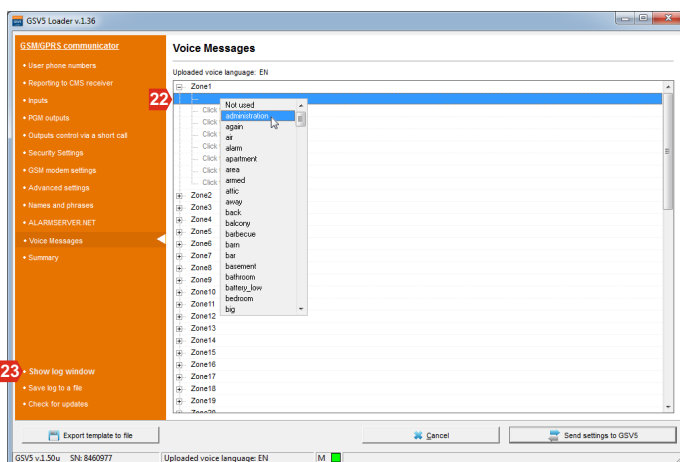 GSV5 Loader v.1.36
GSM/GPRS communicator
• User phone numbers
• Reporting to CMS receiver
• Inputs
• PGM outputs
• Outputs control via a short call
• Security Settings
• GSM modem settings
• Advanced settings
• Names and phrases
• ALARMSERVER.NET
• Voice Messages
• Summary
23
• Show log window
• Save log to a file
• Check for updates
Voice Messages
Uploaded voice language: EN
Zone1
22
Click
Click
Click
Click
Click
Click
Click
Not used
administration
again
air
alarm
apartment
area
armed
attic
away
back
balcony
barbecue
barn
bar
basement
bathroom
battery_low
bedroom
big
Zone2
Zone3
Zone4
Zone5
Zone6
Zone7
Zone8
Zone9
Zone10
Zone11
Zone12
Zone13
Zone14
Zone15
Zone16
Zone17
Zone18
Zone19
Zone20
Export template to file
Cancel
Send settings to GSV5
GSV5 v.1.50u SN: 8460977
Uploaded voice language: EN
M